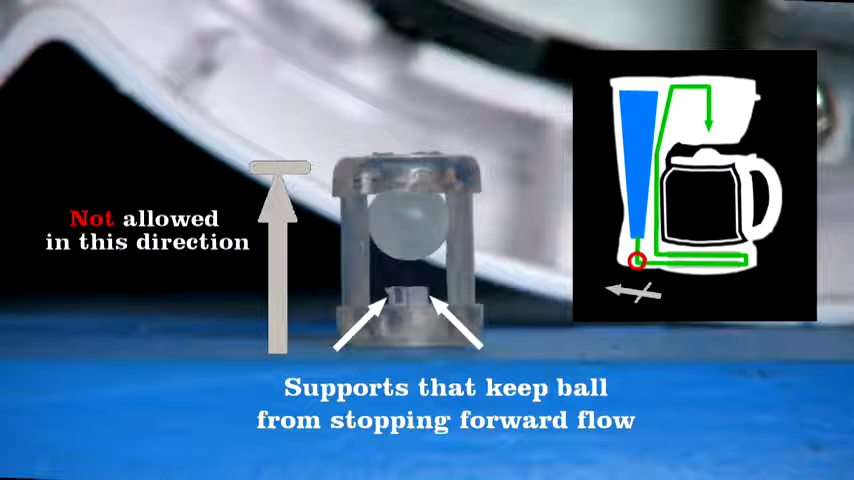 Not allowed
in this direction
Supports that keep ball
from stopping forward flow